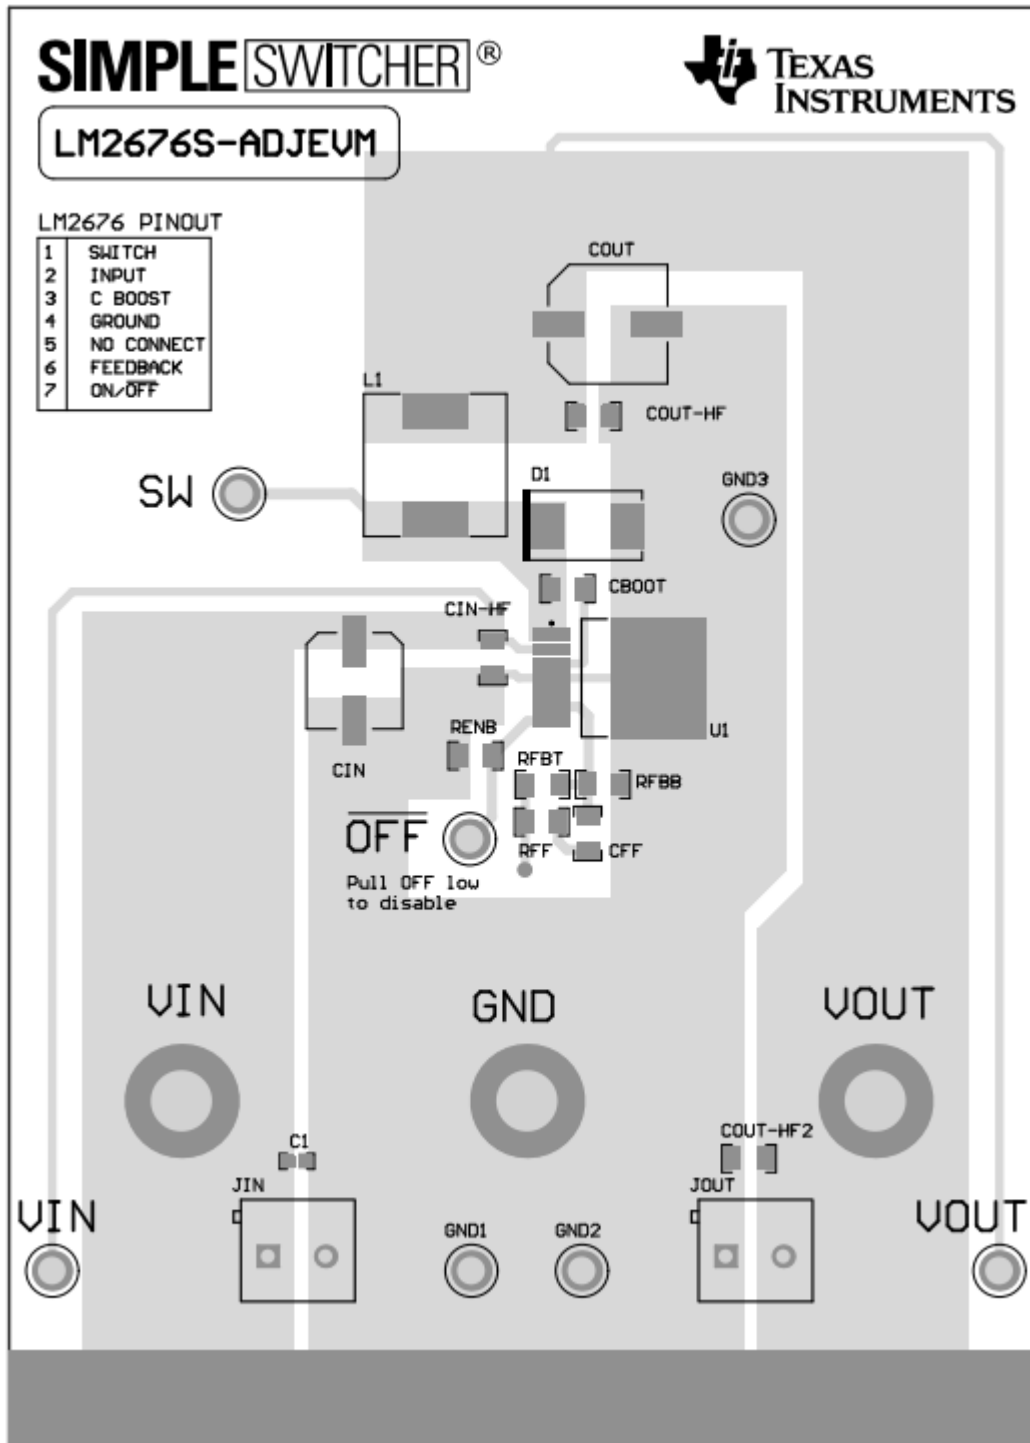 SIMPLE SWITCHER®
TEXAS
INSTRUMENTS
LM2676S-ADJEVM
LM2676 PINOUT
1 SWITCH
2 INPUT
3 C BOOST
4 GROUND
5 NO CONNECT
6 FEEDBACK
7 ON/OFF
COUT
L1
COUT-HF
SW
D1
GND3
CBOOT
CIN-HF
RENB
U1
CIN
RFBT
RFBB
OFF
RFF
CFF
Pull OFF low
to disable
VIN
GND
VOUT
C1
COUT-HF2
JIN
JOUT
VIN
GND1
GND2
VOUT